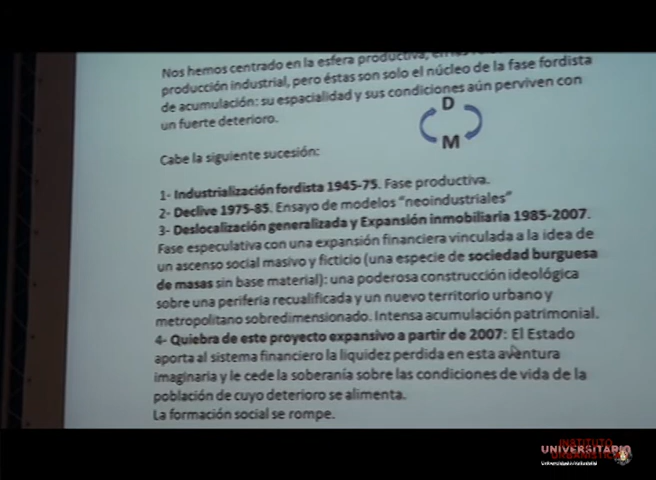 Nos hemos centrado en la esfera productiva,
producción industrial, pero éstas son solo el núcleo de la fase fordista
de acumulación: su espacialidad y sus condiciones aún perviven con
un fuerte deterioro.
D
M
Cabe la siguiente sucesión:
1- Industrialización fordista 1945-75. Fase productiva.
2- Declive 1975-85. Ensayo de modelos "neoindustriales"
3- Deslocalización generalizada y Expansión inmobiliaria 1985-2007.
Fase especulativa con una expansión financiera vinculada a la idea de
un ascenso social masivo y ficticio (una especie de sociedad burguesa
de masas sin base material): una poderosa construcción ideológica
sobre una periferia recualificada y un nuevo territorio urbano y
metropolitano sobredimensionado. Intensa acumulación patrimonial.
4- Quiebra de este proyecto expansivo a partir de 2007: El Estado
aporta al sistema financiero la liquidez perdida en esta aventura
imaginaria y le cede la soberanía sobre las condiciones de vida de la
población de cuyo deterioro se alimenta.
La formación social se rompe.
INSTITUTO
UNIVERSITARIO
URBANÍSTICA
Universidad de Valladolid